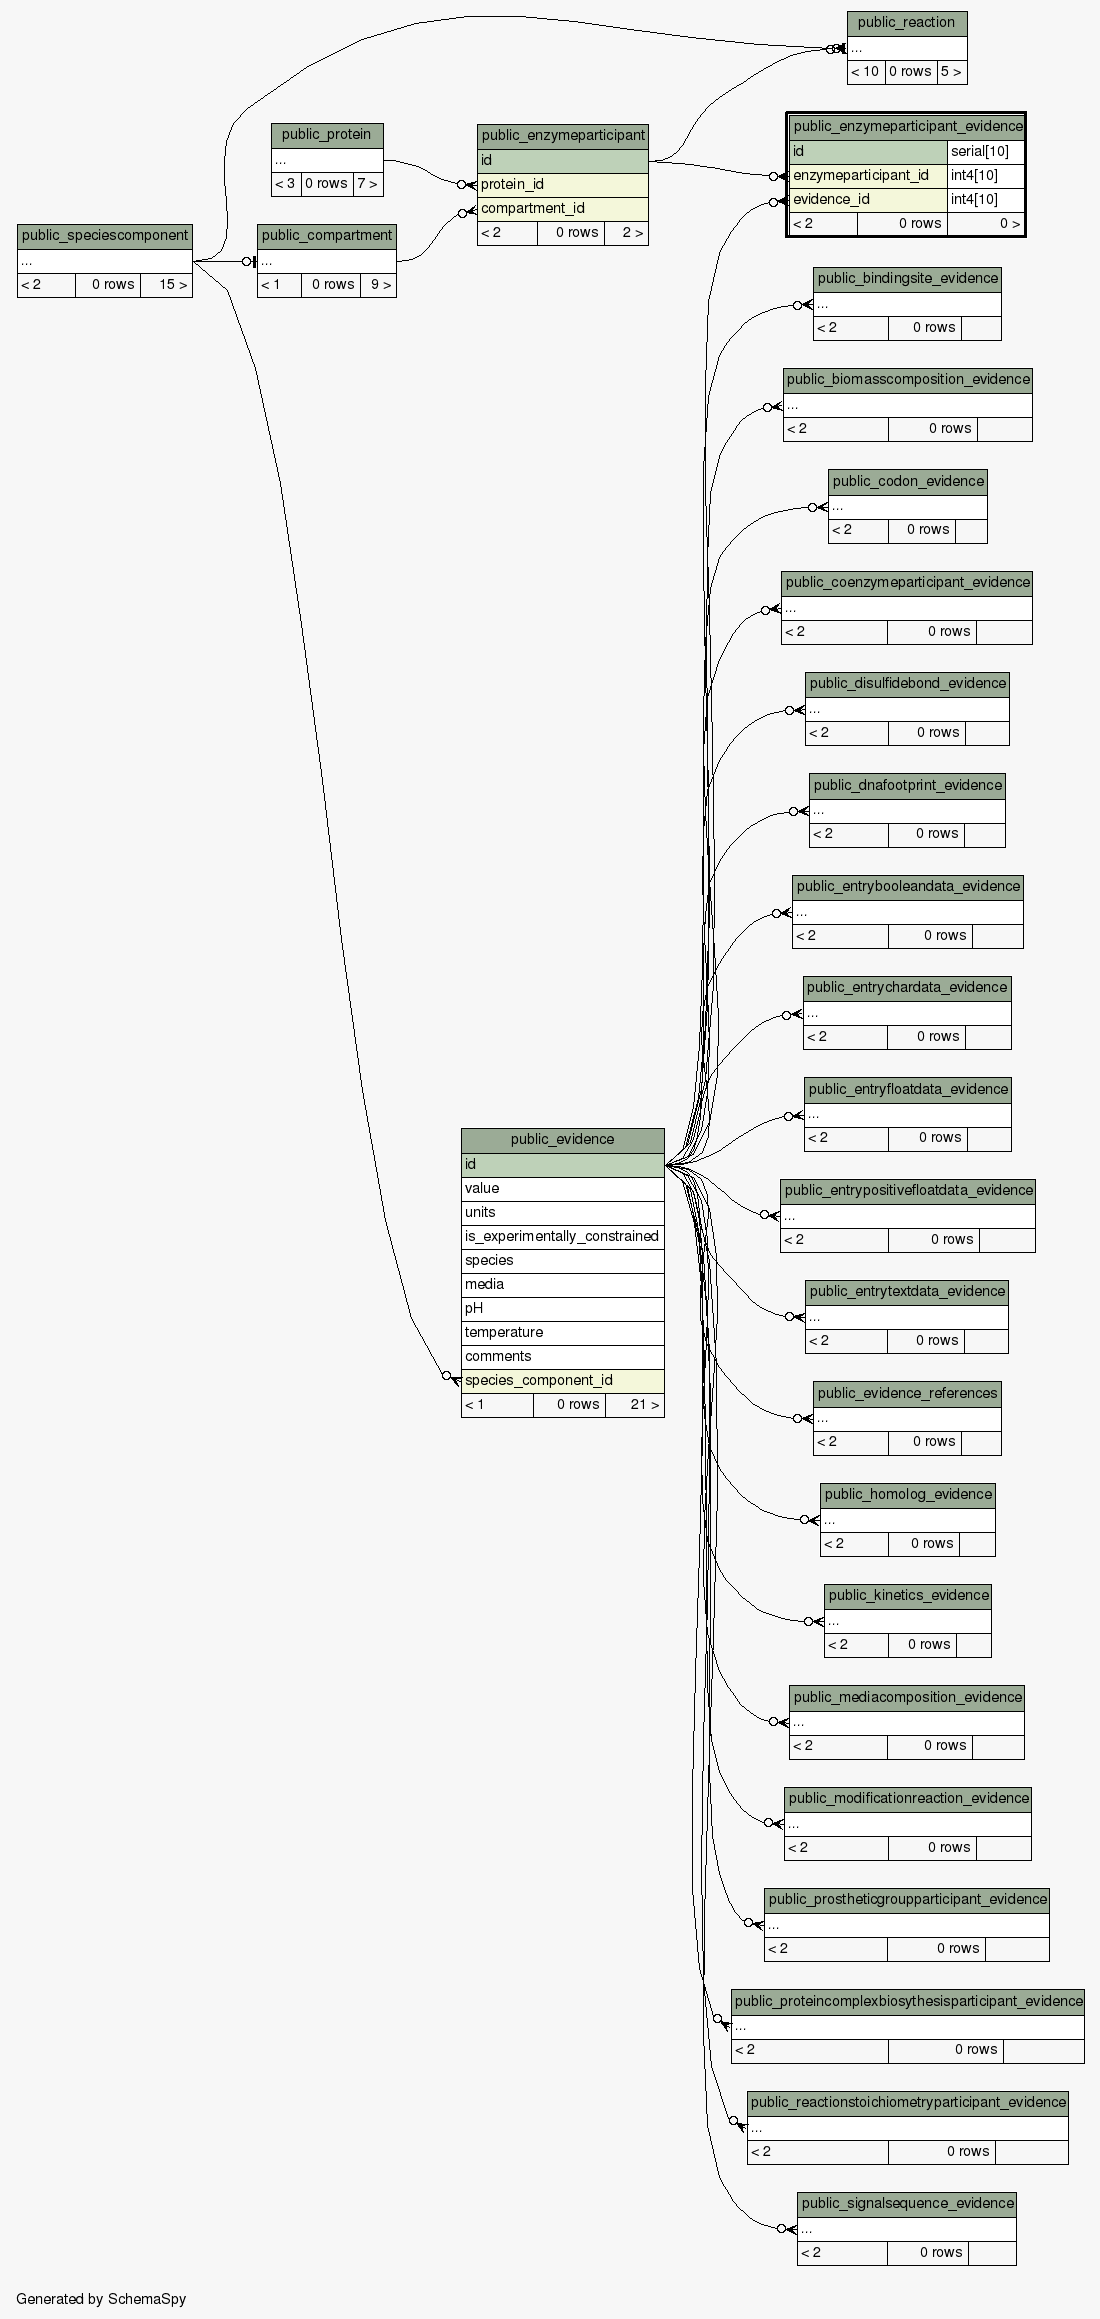 public_reaction
...
< 10 0 rows 5 >
public_enzymeparticipant_evidence
id serial[10]
enzymeparticipant_id int4[10]
evidence_id int4[10]
< 2 0 rows 0 >
public_protein
...
< 3 0 rows 7 >
public_enzymeparticipant
id
protein_id
compartment_id
< 2 0 rows 2 >
public_speciescomponent
...
< 2 0 rows 15 >
public_compartment
...
< 1 0 rows 9 >
public_bindingsite_evidence
...
< 2 0 rows
public_biomasscomposition_evidence
...
< 2 0 rows
public_codon_evidence
...
< 2 0 rows
public_coenzymeparticipant_evidence
...
< 2 0 rows
public_disulfidebond_evidence
...
< 2 0 rows
public_dnafootprint_evidence
...
< 2 0 rows
public_entrybooleandata_evidence
...
< 2 0 rows
public_entrychardata_evidence
...
< 2 0 rows
public_entryfloatdata_evidence
...
< 2 0 rows
public_evidence
id
value
units
is_experimentally_constrained
species
media
pH
temperature
comments
species_component_id
< 1 0 rows 21 >
public_entrypositivefloatdata_evidence
...
< 2 0 rows
public_entrytextdata_evidence
...
< 2 0 rows
public_evidence_references
...
< 2 0 rows
public_homolog_evidence
...
< 2 0 rows
public_kinetics_evidence
...
< 2 0 rows
public_mediacomposition_evidence
...
< 2 0 rows
public_modificationreaction_evidence
...
< 2 0 rows
public_prostheticgroupparticipant_evidence
...
< 2 0 rows
public_proteincomplexbiosythesisparticipant_evidence
...
< 2 0 rows
public_reactionstoichiometryparticipant_evidence
...
< 2 0 rows
public_signalsequence_evidence
...
< 2 0 rows
Generated by SchemaSpy